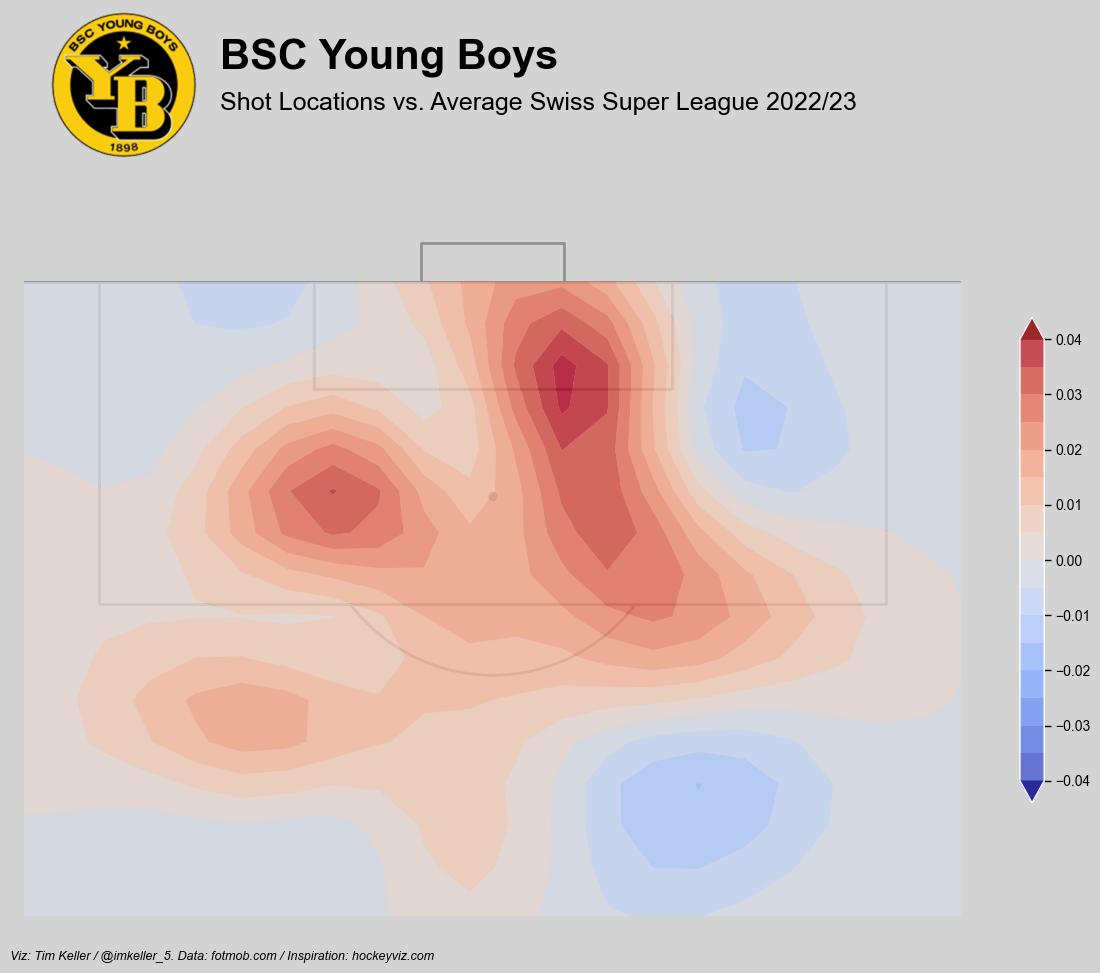 BSC YOUNG BOYS
YB
1898
BSC Young Boys
Shot Locations vs. Average Swiss Super League 2022/23
0.04
0.03
0.02
0.01
0.00
−0.01
−0.02
−0.03
−0.04
Viz: Tim Keller / @imkeller_5. Data: fotmob.com / Inspiration: hockeyviz.com